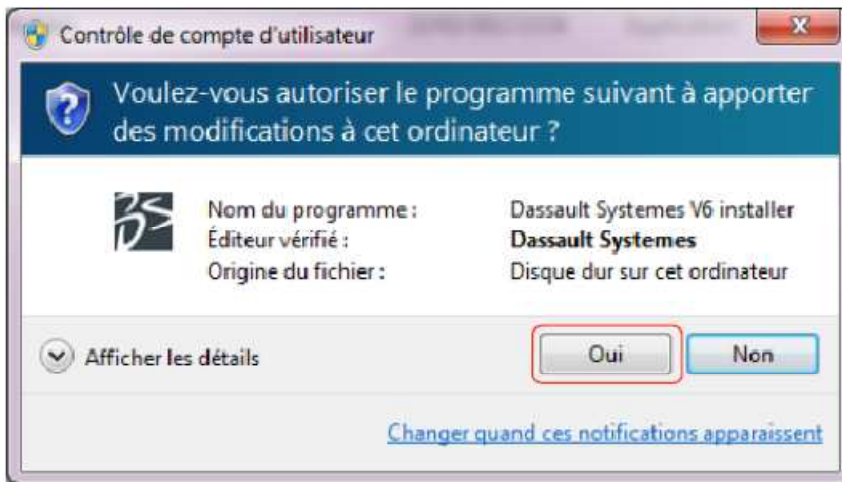 Contrôle de compte d'utilisateur
Voulez-vous autoriser le programme suivant à apporter
des modifications à cet ordinateur ?
Nom du programme : Dassault Systemes V6 installer
Éditeur vérifié : Dassault Systemes
Origine du fichier : Disque dur sur cet ordinateur
Afficher les détails Oui Non
Changer quand ces notifications apparaissent